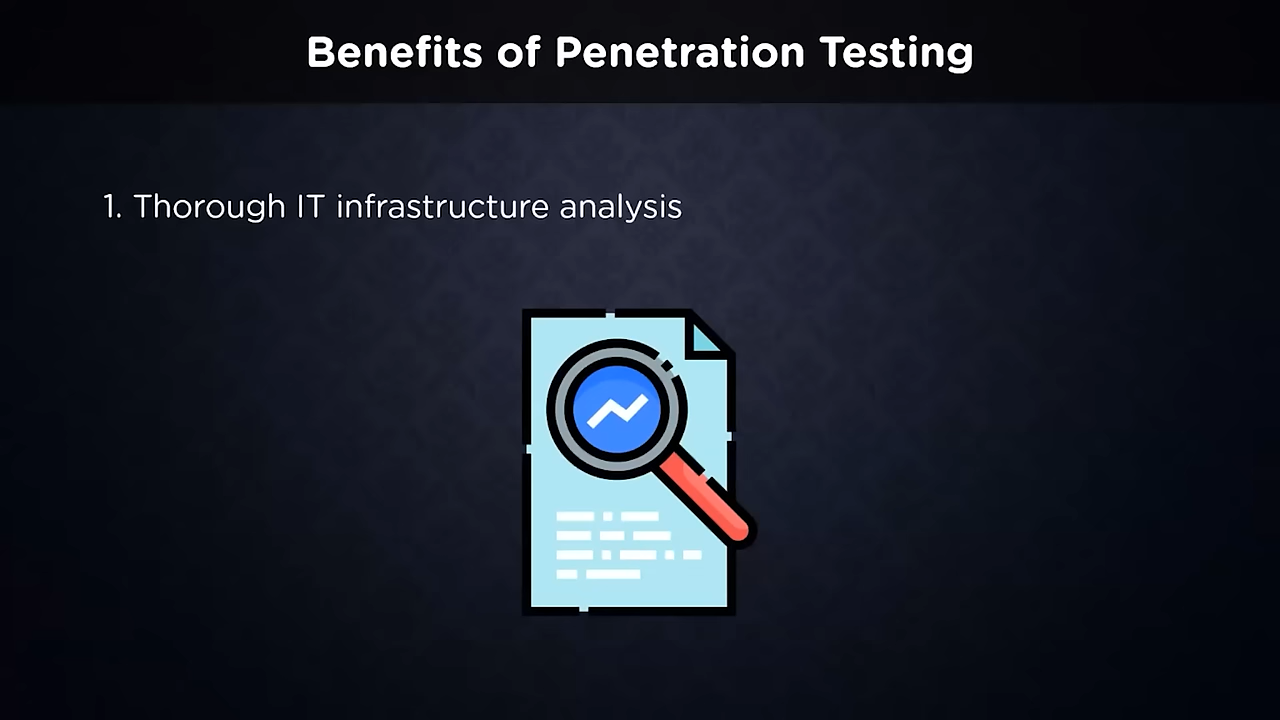 Benefits of Penetration Testing
1. Thorough IT infrastructure analysis